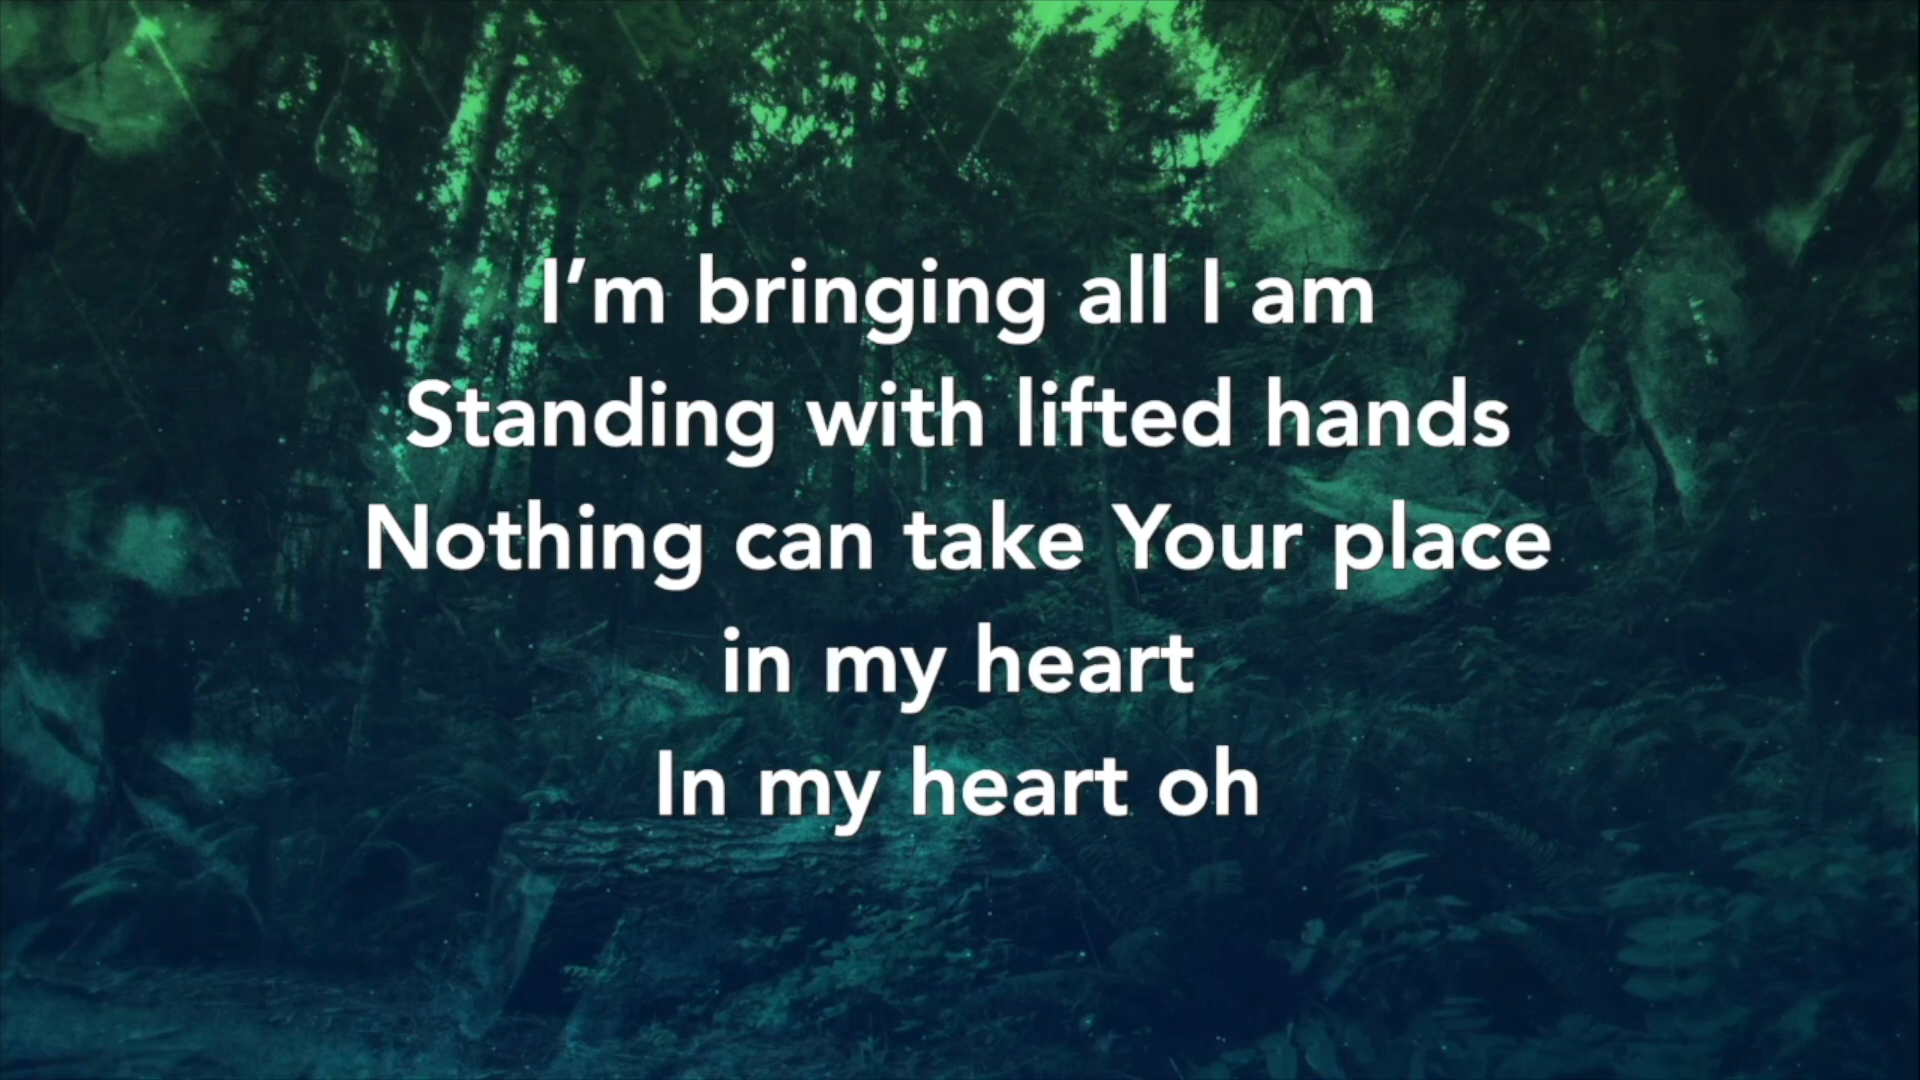 I’m bringing all I am
Standing with lifted hands
Nothing can take Your place
in my heart
In my heart oh